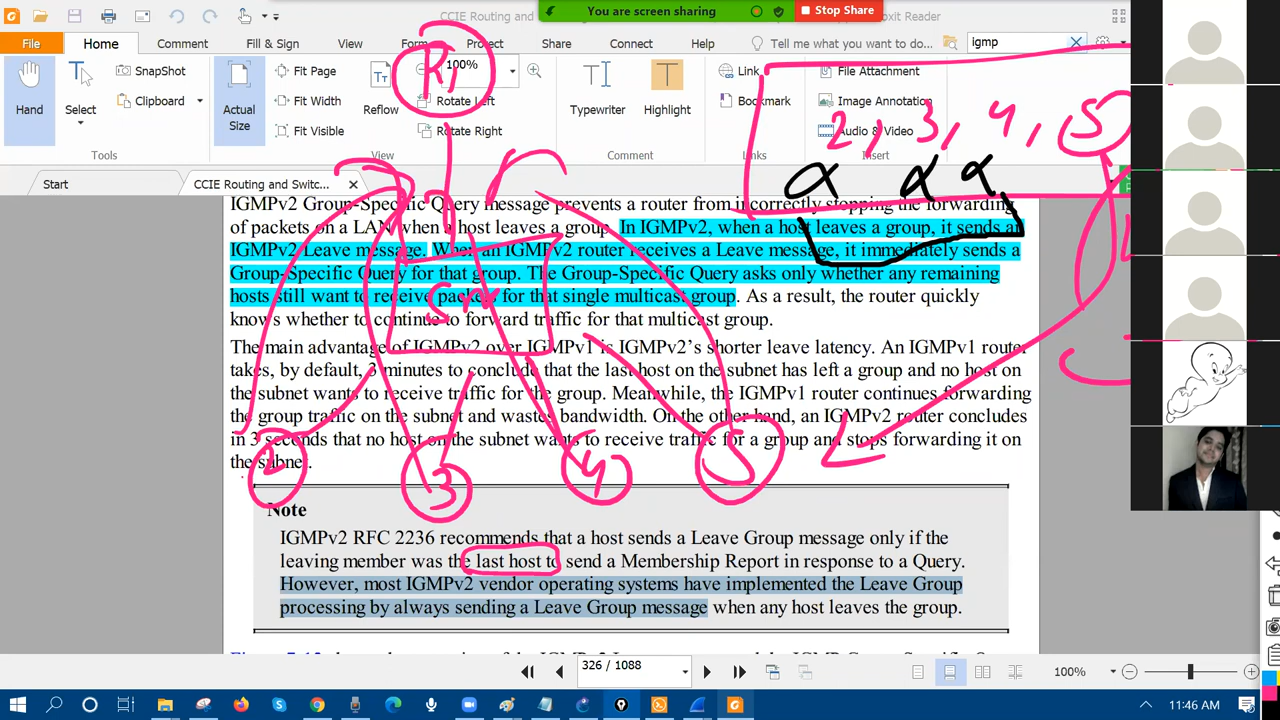 CCIE Routing and
You are screen sharing
Stop Share
oxit Reader
File
Home
Comment
Fill & Sign
View
Form
Protect
Share
Connect
Help
Tell me what you want to do...
igmp
Hand
Select
SnapShot
Clipboard
Actual Size
Fit Page
Fit Width
Fit Visible
Reflow
100%
Rotate Left
Rotate Right
Typewriter
Highlight
Link
Bookmark
File Attachment
Image Annotation
Audio & Video
Tools
View
Comment
Links
Insert
R1
2, 3, 4, 5
α α α
Start
CCIE Routing and Switc...
IGMPv2 Group-Specific Query message prevents a router from incorrectly stopping the forwarding
of packets on a LAN when a host leaves a group. In IGMPv2, when a host leaves a group, it sends an
IGMPv2 Leave message. When an IGMPv2 router receives a Leave message, it immediately sends a
Group-Specific Query for that group. The Group-Specific Query asks only whether any remaining
hosts still want to receive packets for that single multicast group. As a result, the router quickly
knows whether to continue to forward traffic for that multicast group.
SW
The main advantage of IGMPv2 over IGMPv1 is IGMPv2’s shorter leave latency. An IGMPv1 router
takes, by default, 3 minutes to conclude that the last host on the subnet has left a group and no host on
the subnet wants to receive traffic for the group. Meanwhile, the IGMPv1 router continues forwarding
the group traffic on the subnet and wastes bandwidth. On the other hand, an IGMPv2 router concludes
in 3 seconds that no host on the subnet wants to receive traffic for a group and stops forwarding it on
the subnet.
2 3 4 5
Note
IGMPv2 RFC 2236 recommends that a host sends a Leave Group message only if the
leaving member was the last host to send a Membership Report in response to a Query.
However, most IGMPv2 vendor operating systems have implemented the Leave Group
processing by always sending a Leave Group message when any host leaves the group.
326 / 1088
100%
11:46 AM